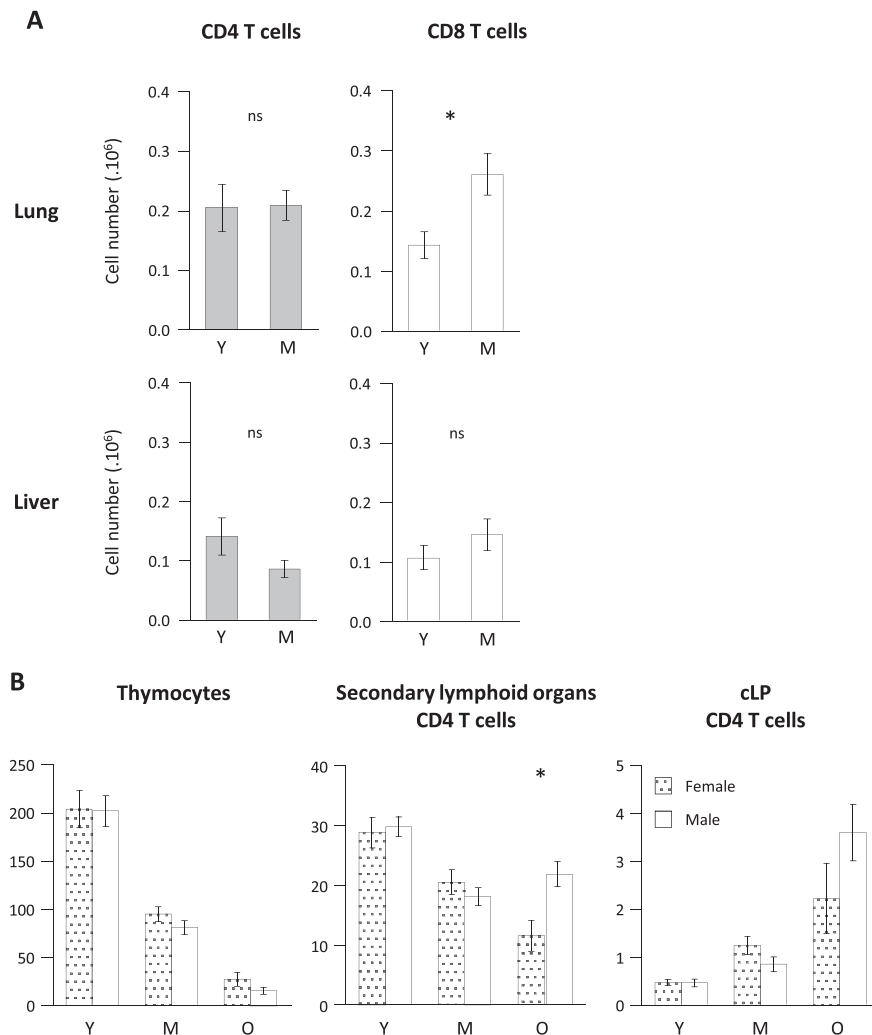 A
CD4 T cells
CD8 T cells
Lung
Cell number (.10⁶)
0.4
0.3
0.2
0.1
0.0
ns
Y
M
0.4
0.3
0.2
0.1
0.0
*
Y
M
Liver
Cell number (.10⁶)
0.4
0.3
0.2
0.1
0.0
ns
Y
M
0.4
0.3
0.2
0.1
0.0
ns
Y
M
B
Thymocytes
250
200
150
100
50
0
Y
M
O
Secondary lymphoid organs
CD4 T cells
40
30
20
10
0
*
Y
M
O
cLP
CD4 T cells
5
4
3
2
1
0
Female
Male
Y
M
O